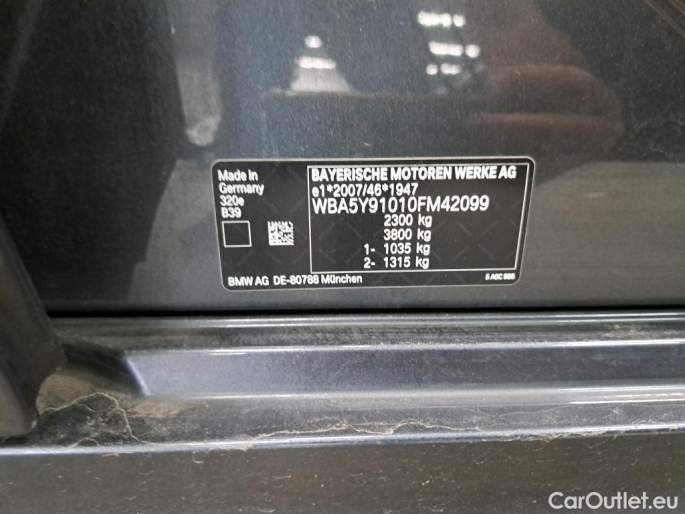 Made in
Germany
320e
B39
BAYERISCHE MOTOREN WERKE AG
e1*2007/46*1947
WBA5Y91010FM42099
2300 kg
3800 kg
1- 1035 kg
2- 1315 kg
BMW AG DE-80788 München
CarOutlet.eu